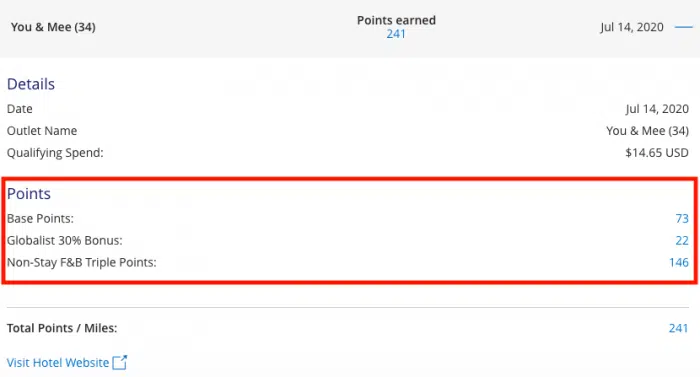 You & Mee (34) Points earned Jul 14, 2020
241
Details
Date Jul 14, 2020
Outlet Name You & Mee (34)
Qualifying Spend: $14.65 USD
Points
Base Points: 73
Globalist 30% Bonus: 22
Non-Stay F&B Triple Points: 146
Total Points / Miles: 241
Visit Hotel Website